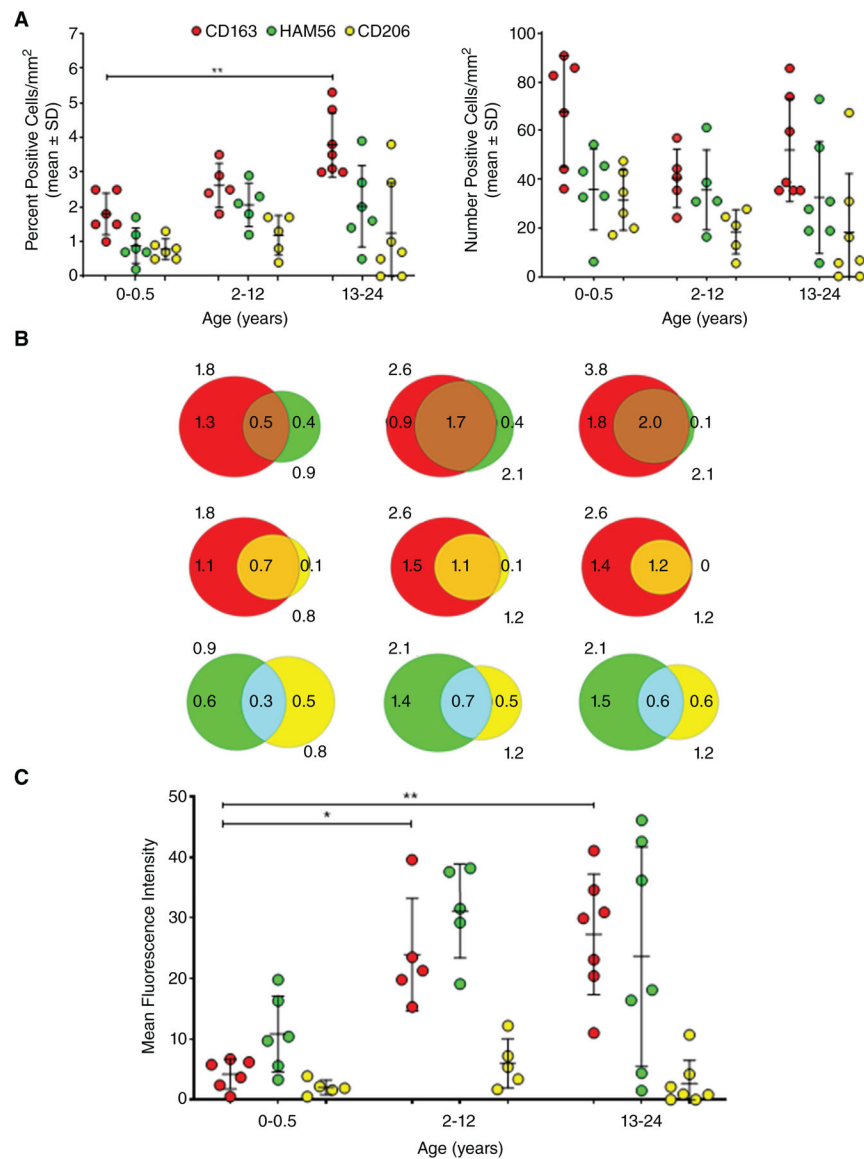 A
CD163 HAM56 CD206
7
6
5
4
3
2
1
0
Percent Positive Cells/mm²
(mean ± SD)
**
0-0.5 2-12 13-24
Age (years)
100
80
60
40
20
0
Number Positive Cells/mm²
(mean ± SD)
0-0.5 2-12 13-24
Age (years)
B
1.8 2.6 3.8
1.3 0.5 0.4 0.9 1.7 0.4 1.8 2.0 0.1
0.9 2.1 2.1
1.8 2.6 2.6
1.1 0.7 0.1 1.5 1.1 0.1 1.4 1.2 0
0.8 1.2 1.2
0.9 2.1 2.1
0.6 0.3 0.5 1.4 0.7 0.5 1.5 0.6 0.6
0.8 1.2 1.2
C
50
40
30
20
10
0
Mean Fluorescence Intensity
**
*
0-0.5 2-12 13-24
Age (years)